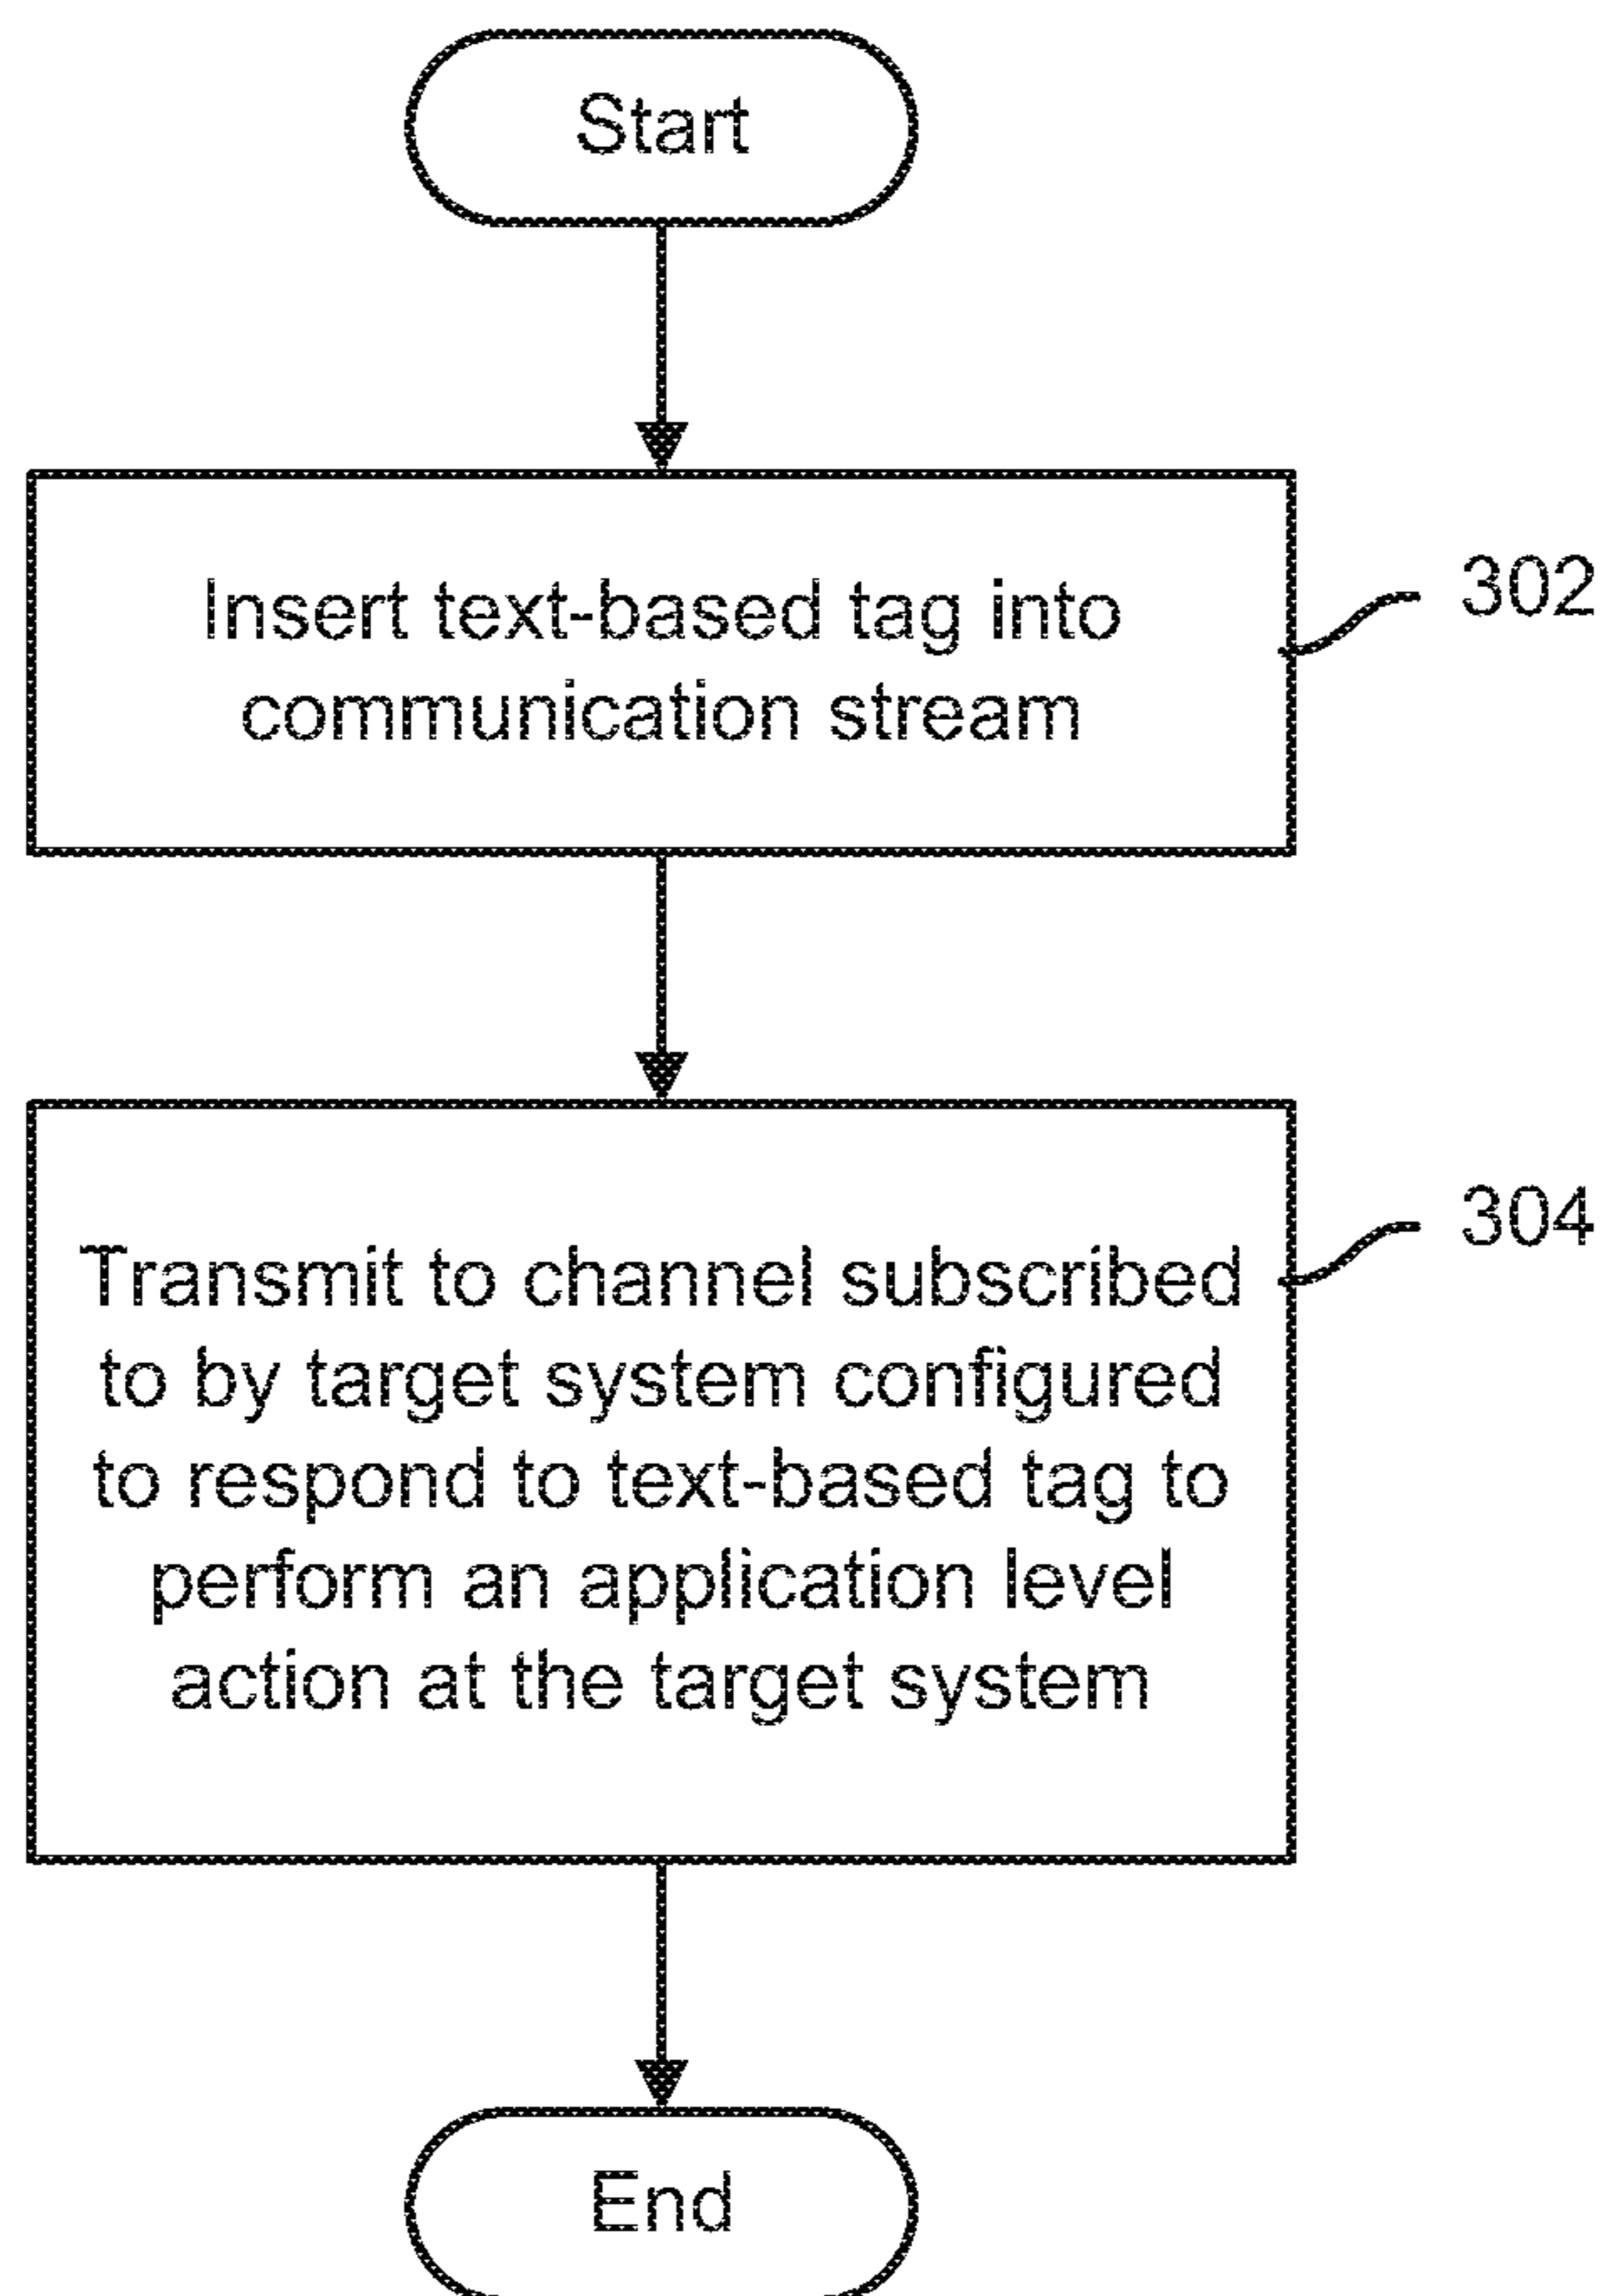 Start
Insert text-based tag into
communication stream
302
Transmit to channel subscribed
to by target system configured
to respond to text-based tag to
perform an application level
action at the target system
304
End